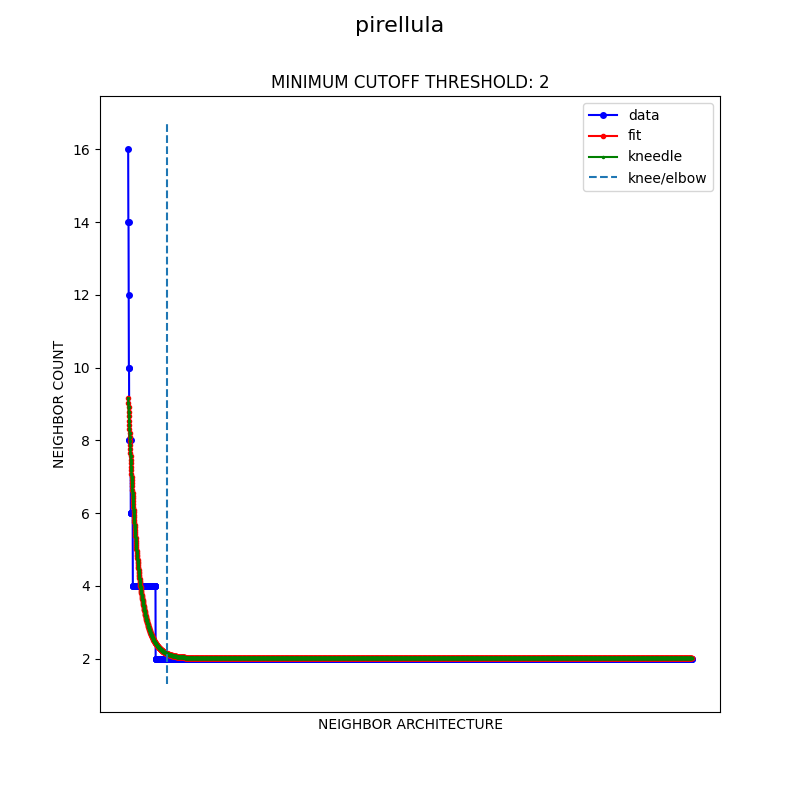 pirellula
MINIMUM CUTOFF THRESHOLD: 2
data
fit
kneedle
knee/elbow
16
14
12
10
8
6
4
2
NEIGHBOR COUNT
NEIGHBOR ARCHITECTURE